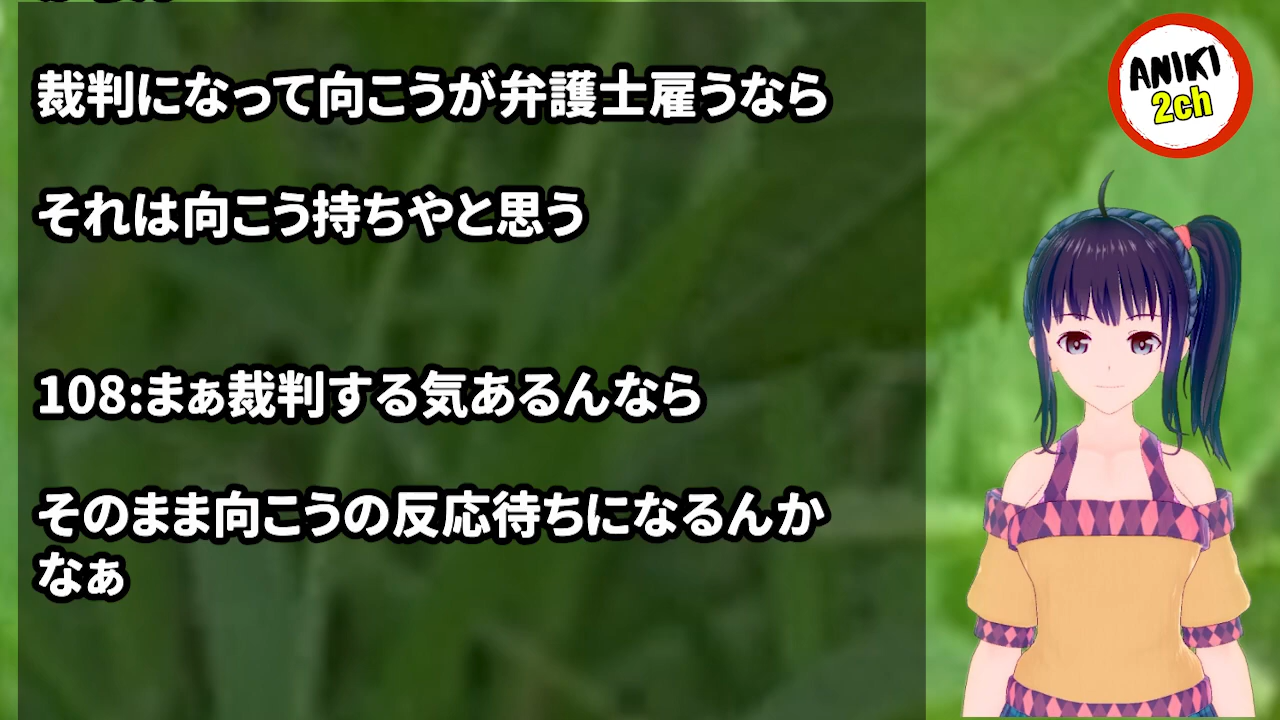 裁判になって向こうが弁護士雇うなら
それは向こう持ちやと思う
108:まぁ裁判する気あるんなら
そのまま向こうの反応待ちになるんか
なぁ
ANIKI
2ch